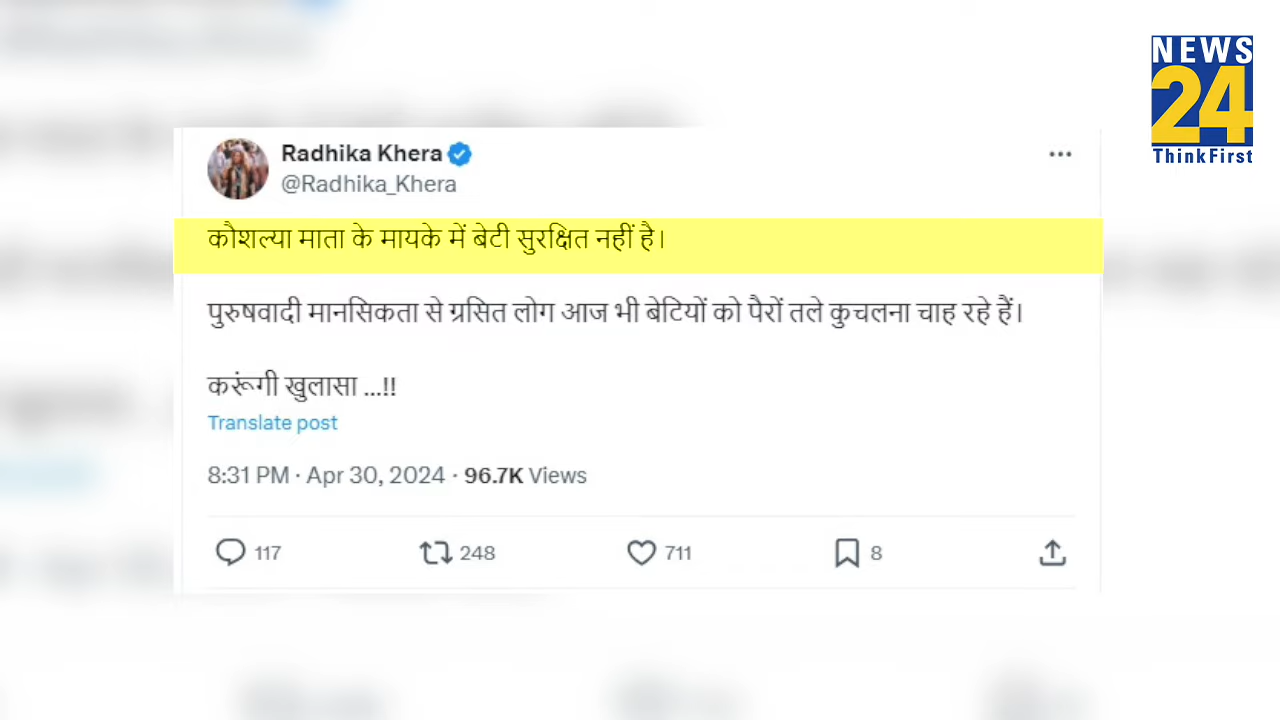 NEWS
24
ThinkFirst
Radhika Khera
@Radhika_Khera
कौशल्या माता के मायके में बेटी सुरक्षित नहीं है।
पुरुषवादी मानसिकता से ग्रसित लोग आज भी बेटियों को पैरों तले कुचलना चाह रहे हैं।
करूंगी खुलासा ...!!
Translate post
8:31 PM · Apr 30, 2024 · 96.7K Views
117 248 711 8